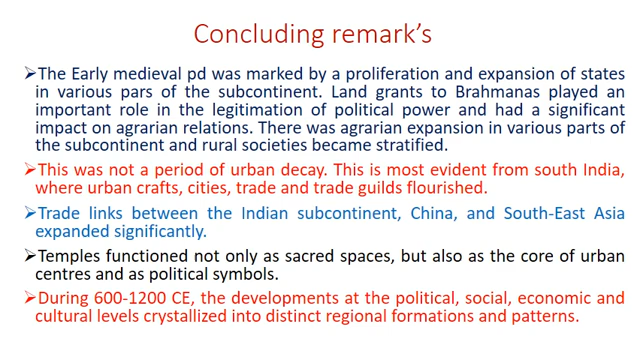 Concluding remark's
➤The Early medieval pd was marked by a proliferation and expansion of states
in various pars of the subcontinent. Land grants to Brahmanas played an
important role in the legitimation of political power and had a significant
impact on agrarian relations. There was agrarian expansion in various parts of
the subcontinent and rural societies became stratified.
➤This was not a period of urban decay. This is most evident from south India,
where urban crafts, cities, trade and trade guilds flourished.
➤Trade links between the Indian subcontinent, China, and South-East Asia
expanded significantly.
➤Temples functioned not only as sacred spaces, but also as the core of urban
centres and as political symbols.
➤During 600-1200 CE, the developments at the political, social, economic and
cultural levels crystallized into distinct regional formations and patterns.